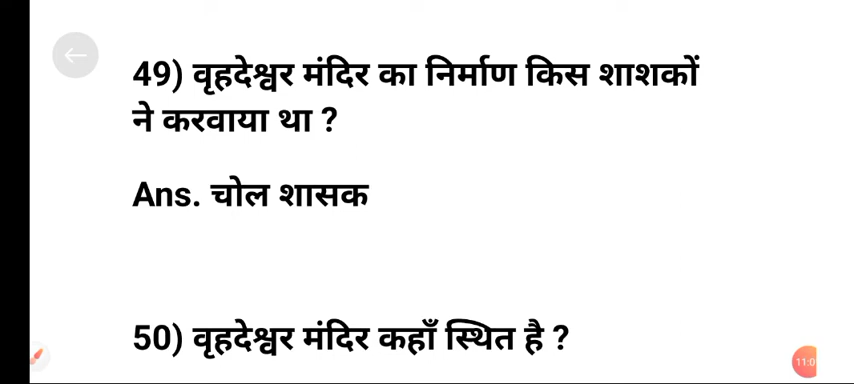 49) वृहदेश्वर मंदिर का निर्माण किस शाशकों
ने करवाया था ?
Ans. चोल शासक
50) वृहदेश्वर मंदिर कहाँ स्थित है ?